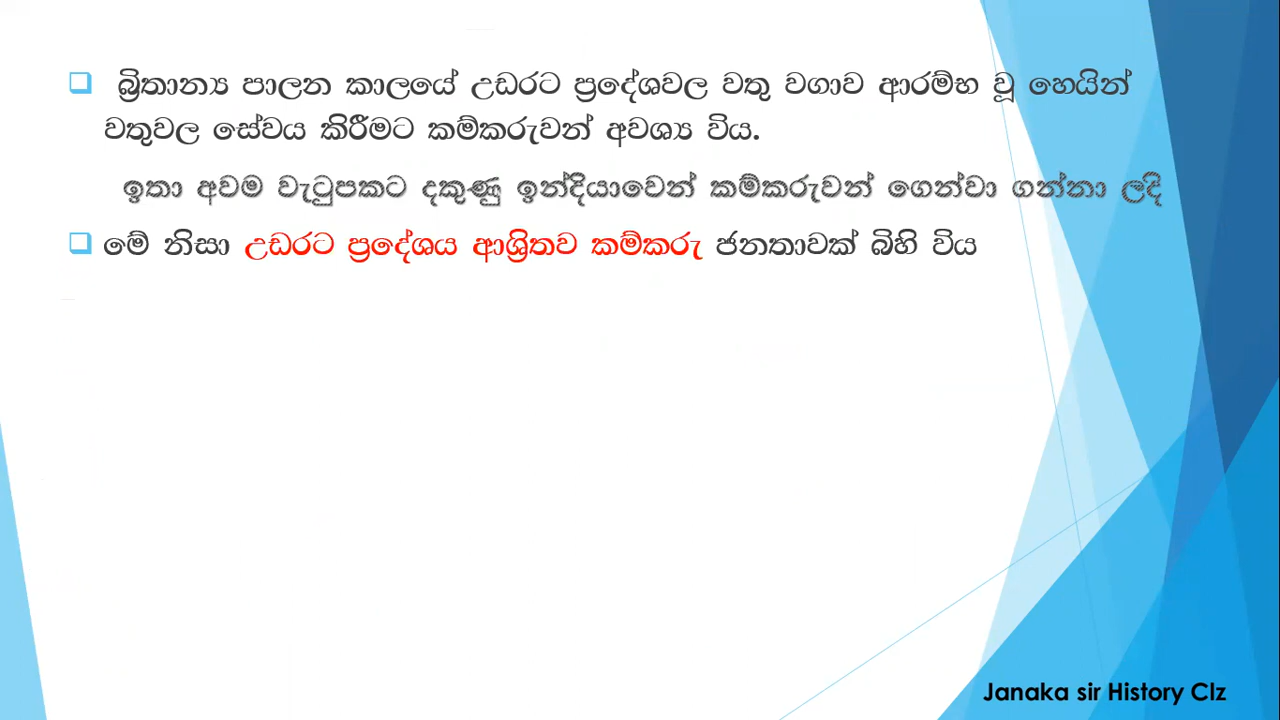 බ්‍රිතාන්‍ය පාලන කාලයේ උඩරට ප්‍රදේශවල වතු වගාව ආරම්භ වූ හෙයින්
වතුවල සේවය කිරීමට කම්කරුවන් අවශ්‍ය විය.
ඉතා අවම වැටුපකට දකුණු ඉන්දියාවෙන් කම්කරුවන් ගෙන්වා ගන්නා ලදි
මේ නිසා උඩරට ප්‍රදේශය ආශ්‍රිතව කම්කරු ජනතාවක් බිහි විය
Janaka sir History Clz